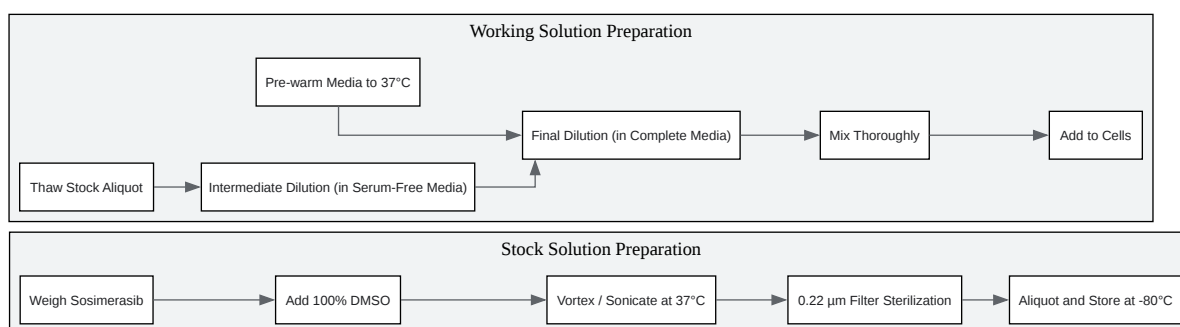 Working Solution Preparation
Pre-warm Media to 37°C
Final Dilution (in Complete Media)
Mix Thoroughly
Add to Cells
Thaw Stock Aliquot
Intermediate Dilution (in Serum-Free Media)
Stock Solution Preparation
Weigh Sosimerasib
Add 100% DMSO
Vortex / Sonicate at 37°C
0.22 µm Filter Sterilization
Aliquot and Store at -80°C